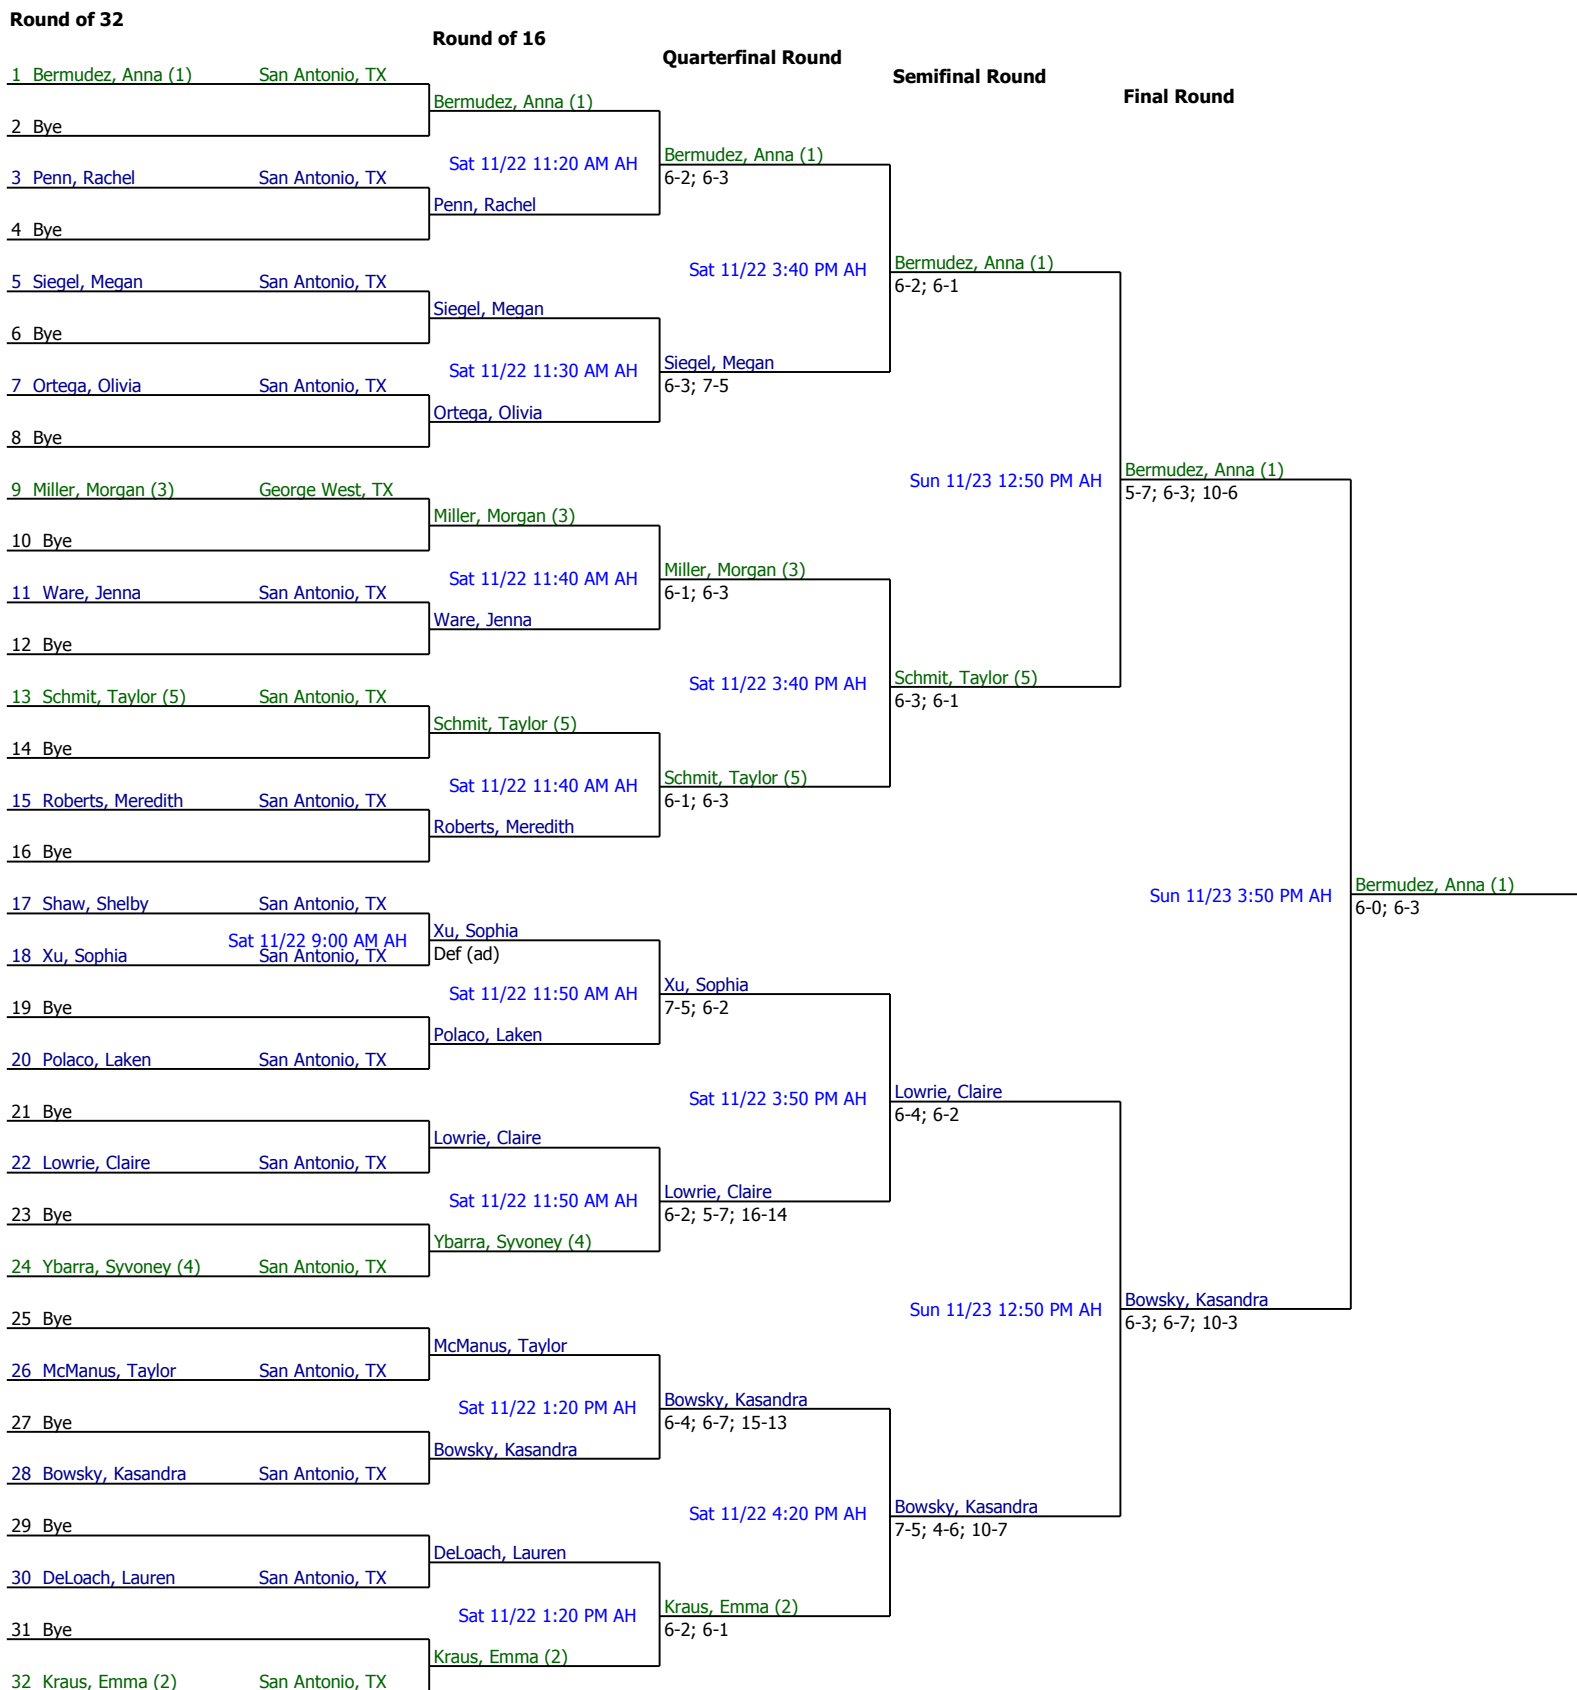 Round of 32
Round of 16
Quarterfinal Round
Semifinal Round
Final Round
1 Bermudez, Anna (1) San Antonio, TX
Bermudez, Anna (1)
2 Bye
Sat 11/22 11:20 AM AH
Bermudez, Anna (1)
6-2; 6-3
3 Penn, Rachel San Antonio, TX
Penn, Rachel
4 Bye
Sat 11/22 3:40 PM AH
Bermudez, Anna (1)
6-2; 6-1
5 Siegel, Megan San Antonio, TX
Siegel, Megan
6 Bye
Sat 11/22 11:30 AM AH
Siegel, Megan
6-3; 7-5
7 Ortega, Olivia San Antonio, TX
Ortega, Olivia
8 Bye
Sun 11/23 12:50 PM AH
Bermudez, Anna (1)
5-7; 6-3; 10-6
9 Miller, Morgan (3) George West, TX
Miller, Morgan (3)
10 Bye
Sat 11/22 11:40 AM AH
Miller, Morgan (3)
6-1; 6-3
11 Ware, Jenna San Antonio, TX
Ware, Jenna
12 Bye
Sat 11/22 3:40 PM AH
Schmit, Taylor (5)
6-3; 6-1
13 Schmit, Taylor (5) San Antonio, TX
Schmit, Taylor (5)
14 Bye
Sat 11/22 11:40 AM AH
Schmit, Taylor (5)
6-1; 6-3
15 Roberts, Meredith San Antonio, TX
Roberts, Meredith
16 Bye
Sun 11/23 3:50 PM AH
Bermudez, Anna (1)
6-0; 6-3
17 Shaw, Shelby San Antonio, TX
Sat 11/22 9:00 AM AH
Xu, Sophia
Def (ad)
18 Xu, Sophia San Antonio, TX
Sat 11/22 11:50 AM AH
Xu, Sophia
7-5; 6-2
19 Bye
Polaco, Laken
20 Polaco, Laken San Antonio, TX
Sat 11/22 3:50 PM AH
Lowrie, Claire
6-4; 6-2
21 Bye
Lowrie, Claire
22 Lowrie, Claire San Antonio, TX
Sat 11/22 11:50 AM AH
Lowrie, Claire
6-2; 5-7; 16-14
23 Bye
Ybarra, Syvoney (4)
24 Ybarra, Syvoney (4) San Antonio, TX
Sun 11/23 12:50 PM AH
Bowsky, Kasandra
6-3; 6-7; 10-3
25 Bye
McManus, Taylor
26 McManus, Taylor San Antonio, TX
Sat 11/22 1:20 PM AH
Bowsky, Kasandra
6-4; 6-7; 15-13
27 Bye
Bowsky, Kasandra
28 Bowsky, Kasandra San Antonio, TX
Sat 11/22 4:20 PM AH
Bowsky, Kasandra
7-5; 4-6; 10-7
29 Bye
DeLoach, Lauren
30 DeLoach, Lauren San Antonio, TX
Sat 11/22 1:20 PM AH
Kraus, Emma (2)
6-2; 6-1
31 Bye
Kraus, Emma (2)
32 Kraus, Emma (2) San Antonio, TX